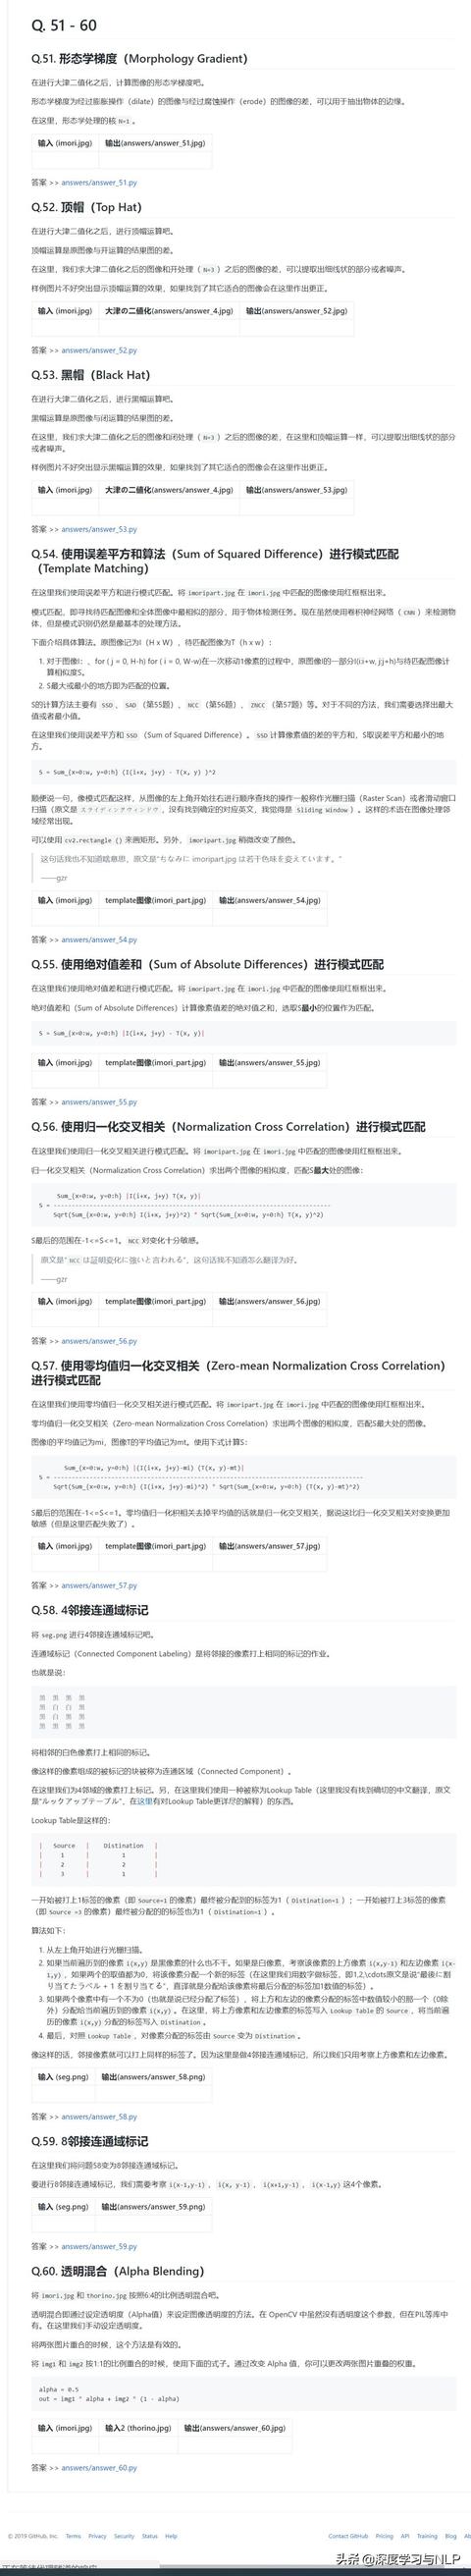 Q. 51 - 60
Q.51. 形态学梯度（Morphology Gradient）
在进行大津二值化之后，计算图像的形态学梯度吧。
形态学梯度为经过膨胀操作（dilate）的图像与经过腐蚀操作（erode）的图像的差，可以用于抽出物体的边缘。
在这里，形态学处理的核 N=1 。
输入 (imori.jpg) 输出(answers/answer_51.jpg)
答案 >> answers/answer_51.py
Q.52. 顶帽（Top Hat）
在进行大津二值化之后，进行顶帽运算吧。
顶帽运算是原图像与开运算的结果图的差。
在这里，我们求大津二值化之后的图像和开处理（ N=3 ）之后的图像的差，可以提取出细线状的部分或者噪声。
样例图片不好突出显示顶帽运算的效果，如果找到了其它适合的图像会在这里作出更正。
输入 (imori.jpg) 大津の二値化(answers/answer_4.jpg) 输出(answers/answer_52.jpg)
答案 >> answers/answer_52.py
Q.53. 黑帽（Black Hat）
在进行大津二值化之后，进行黑帽运算吧。
黑帽运算是原图像与闭运算的结果图的差。
在这里，我们求大津二值化之后的图像和闭处理（ N=3 ）之后的图像的差，在这里和顶帽运算一样，可以提取出细线状的部分
或者噪声。
样例图片不好突出显示黑帽运算的效果，如果找到了其它适合的图像会在这里作出更正。
输入 (imori.jpg) 大津の二値化(answers/answer_4.jpg) 输出(answers/answer_53.jpg)
答案 >> answers/answer_53.py
Q.54. 使用误差平方和算法（Sum of Squared Difference）进行模式匹配
（Template Matching）
在这里我们使用误差平方和进行模式匹配。将 imoripart.jpg 在 imori.jpg 中匹配的图像使用红框框出来。
模式匹配，即寻找待匹配图像和全体图像中最相似的部分，用于物体检测任务。现在虽然使用卷积神经网络（ CNN ）来检测物
体，但是模式识别仍然是最基本的处理方法。
下面介绍具体算法。原图像记为I（H x W），待匹配图像为T（h x w）：
1. 对于图像I：、for ( j = 0, H-h) for ( i = 0, W-w)在一次移动1像素的过程中，原图像I的一部分I(i:i+w, j:j+h)与待匹配图像计
算相似度S。
2. S最大或最小的地方即为匹配的位置。
S的计算方法主要有 SSD 、 SAD （第55题）、 NCC （第56题）、 ZNCC （第57题）等。对于不同的方法，我们需要选择出最大
值或者最小值。
在这里我们使用误差平方和 SSD （Sum of Squared Difference）。 SSD 计算像素值的差的平方和，S取误差平方和最小的地
方。
S = Sum_{x=0:w, y=0:h} (I(i+x, j+y) - T(x, y) )^2
顺便说一句，像模式匹配这样，从图像的左上角开始往右进行顺序查找的操作一般称作光栅扫描（Raster Scan）或者滑动窗口
扫描（原文是 スライディングウィンドウ ，没有找到确定的对应英文，我觉得是 Sliding Window ）。这样的术语在图像处理领
域经常出现。
可以使用 cv2.rectangle () 来画矩形。另外， imoripart.jpg 稍微改变了颜色。
这句话我也不知道啥意思，原文是"ちなみに imoripart.jpg は若干色味を変えています。"
——gzr
输入 (imori.jpg) template图像(imori_part.jpg) 输出(answers/answer_54.jpg)
答案 >> answers/answer_54.py
Q.55. 使用绝对值差和（Sum of Absolute Differences）进行模式匹配
在这里我们使用绝对值差和进行模式匹配。将 imoripart.jpg 在 imori.jpg 中匹配的图像使用红框框出来。
绝对值差和（Sum of Absolute Differences）计算像素值差的绝对值之和，选取S最小的位置作为匹配。
S = Sum_{x=0:w, y=0:h} |I(i+x, j+y) - T(x, y)|
输入 (imori.jpg) template图像(imori_part.jpg) 输出(answers/answer_55.jpg)
答案 >> answers/answer_55.py
Q.56. 使用归一化交叉相关（Normalization Cross Correlation）进行模式匹配
在这里我们使用归一化交叉相关进行模式匹配。将 imoripart.jpg 在 imori.jpg 中匹配的图像使用红框框出来。
归一化交叉相关（Normalization Cross Correlation）求出两个图像的相似度，匹配S最大处的图像：
Sum_{x=0:w, y=0:h} |I(i+x, j+y) T(x, y)|
S = -----------------------------------------------------------------------------
Sqrt(Sum_{x=0:w, y=0:h} I(i+x, j+y)^2) * Sqrt(Sum_{x=0:w, y=0:h} T(x, y)^2)
S最后的范围在-1<=S<=1。 NCC 对变化十分敏感。
原文是" NCC は証明変化に強いと言われる"，这句话我不知道怎么翻译为好。
——gzr
输入 (imori.jpg) template图像(imori_part.jpg) 输出(answers/answer_56.jpg)
答案 >> answers/answer_56.py
Q.57. 使用零均值归一化交叉相关（Zero-mean Normalization Cross Correlation）
进行模式匹配
在这里我们使用零均值归一化交叉相关进行模式匹配。将 imoripart.jpg 在 imori.jpg 中匹配的图像使用红框框出来。
零均值归一化交叉相关（Zero-mean Normalization Cross Correlation）求出两个图像的相似度，匹配S最大处的图像。
图像I的平均值记为mi，图像T的平均值记为mt。使用下式计算S：
Sum_{x=0:w, y=0:h} |(I(i+x, j+y)-mi) (T(x, y)-mt)|
S = --------------------------------------------------------------------------------------
Sqrt(Sum_{x=0:w, y=0:h} (I(i+x, j+y)-mi)^2) * Sqrt(Sum_{x=0:w, y=0:h} (T(x, y)-mt)^2)
S最后的范围在-1<=S<=1。零均值归一化积相关去掉平均值的话就是归一化交叉相关，据说这比归一化交叉相关对变换更加
敏感（但是这里匹配失败了）。
输入 (imori.jpg) template图像(imori_part.jpg) 输出(answers/answer_57.jpg)
答案 >> answers/answer_57.py
Q.58. 4邻接连通域标记
将 seg.png 进行4邻接连通域标记吧。
连通域标记（Connected Component Labeling）是将邻接的像素打上相同的标记的作业。
也就是说：
黑 黑 黑 黑
黑 白 白 黑
黑 白 黑 黑
黑 黑 黑 黑
将相邻的白色像素打上相同的标记。
像这样的像素组成的被标记的块被称为连通区域（Connected Component）。
在这里我们为4邻域的像素打上标记。另，在这里我们使用一种被称为Lookup Table（这里我没有找到确切的中文翻译，原文
是"ルックアップテーブル"，在这里有对Lookup Table更详尽的解释）的东西。
Lookup Table是这样的：
| Source | Distination |
| 1 | 1 |
| 2 | 2 |
| 3 | 1 |
一开始被打上1标签的像素（即 Source=1 的像素）最终被分配到的标签为1（ Distination=1 ）；一开始被打上3标签的像素
（即 Source =3 的像素）最终被分配的的标签也为1（ Distination=1 ）。
算法如下：
1. 从左上角开始进行光栅扫描。
2. 如果当前遍历到的像素 i(x,y) 是黑像素的什么也不干。如果是白像素，考察该像素的上方像素 i(x,y-1) 和左边像素 i(x-
1,y) ，如果两个的取值都为0，将该像素分配一个新的标签（在这里我们用数字做标签，即1,2,\cdots原文是说"最後に割
り当てたラベル + 1 を割り当てる"，直译就是分配给该像素将最后分配的标签加1数值的标签）。
3. 如果两个像素中有一个不为0（也就是说已经分配了标签），将上方和左边的像素分配的标签中数值较小的那一个（0除
外）分配给当前遍历到的像素 i(x,y) 。在这里，将上方像素和左边像素的标签写入 Lookup Table 的 Source ，将当前遍
历的像素 i(x,y) 分配的标签写入 Distination 。
4. 最后，对照 Lookup Table ，对像素分配的标签由 Source 变为 Distination 。
像这样的话，邻接像素就可以打上同样的标签了。因为这里是做4邻接连通域标记，所以我们只用考察上方像素和左边像素。
输入 (seg.png) 输出(answers/answer_58.png)
答案 >> answers/answer_58.py
Q.59. 8邻接连通域标记
在这里我们将问题58变为8邻接连通域标记。
要进行8邻接连通域标记，我们需要考察 i(x-1,y-1) ， i(x, y-1) ， i(x+1,y-1) ， i(x-1,y) 这4个像素。
输入 (seg.png) 输出(answers/answer_59.png)
答案 >> answers/answer_59.py
Q.60. 透明混合（Alpha Blending）
将 imori.jpg 和 thorino.jpg 按照6:4的比例透明混合吧。
透明混合即通过设定透明度（Alpha值）来设定图像透明度的方法。在 OpenCV 中虽然没有透明度这个参数，但在PIL等库中
有。在这里我们手动设定透明度。
将两张图片重合的时候，这个方法是有效的。
将 img1 和 img2 按1:1的比例重合的时候，使用下面的式子。通过改变 Alpha 值，你可以更改两张图片重叠的权重。
alpha = 0.5
out = img1 * alpha + img2 * (1 - alpha)
输入 (imori.jpg) 输入2 (thorino.jpg) 输出(answers/answer_60.jpg)
答案 >> answers/answer_60.py
© 2019 GitHub, Inc. Terms Privacy Security Status Help Contact GitHub Pricing API Training Blog Ab
头条 @深度学习与NLP